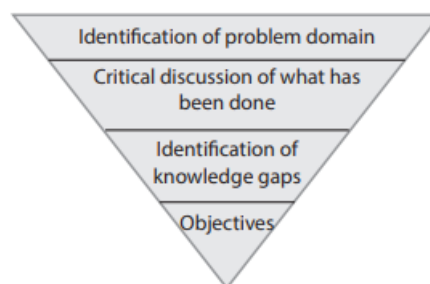 Identification of problem domain
Critical discussion of what has
been done
Identification of
knowledge gaps
Objectives